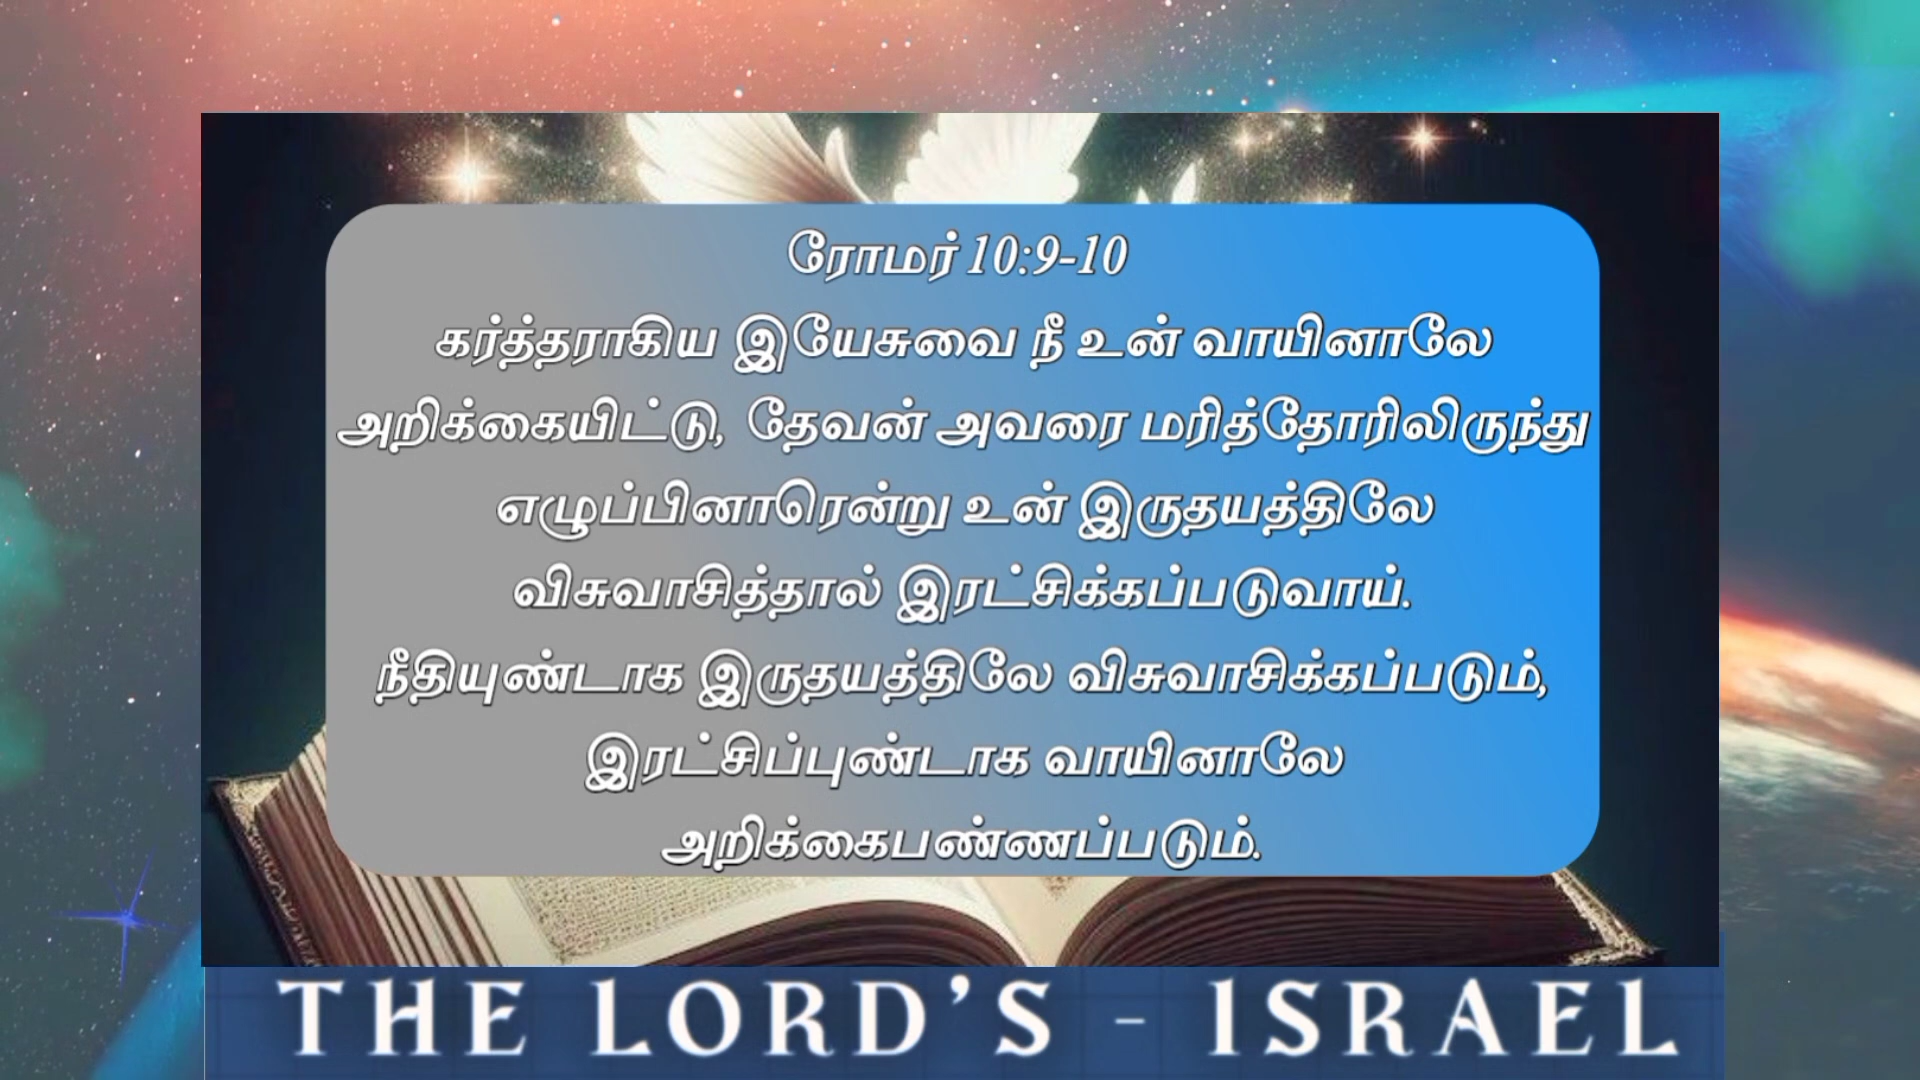 ரோமர் 10:9-10
கர்த்தராகிய இயேசுவை நீ உன் வாயினாலே
அறிக்கையிட்டு, தேவன் அவரை மரித்தோரிலிருந்து
எழுப்பினாரென்று உன் இருதயத்திலே
விசுவாசித்தால் இரட்சிக்கப்படுவாய்.
நீதியுண்டாக இருதயத்திலே விசுவாசிக்கப்படும்,
இரட்சிப்புண்டாக வாயினாலே
அறிக்கைபண்ணப்படும்.
THE LORD'S - ISRAEL